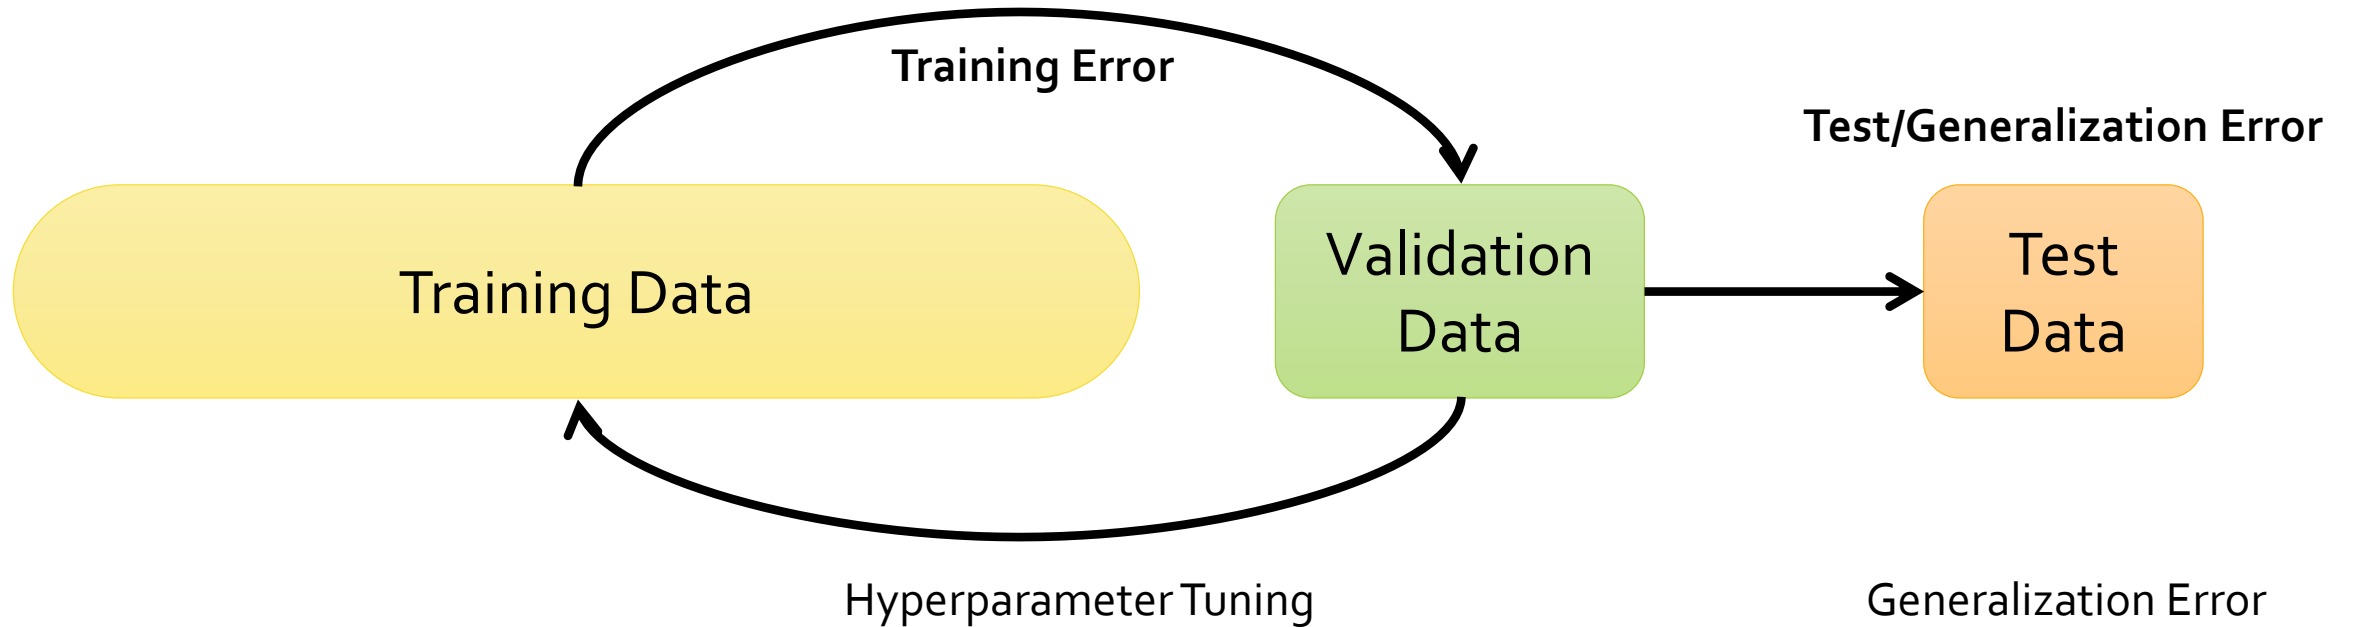 Training Error
Test/Generalization Error
Training Data
Validation
Data
Test
Data
Hyperparameter Tuning
Generalization Error